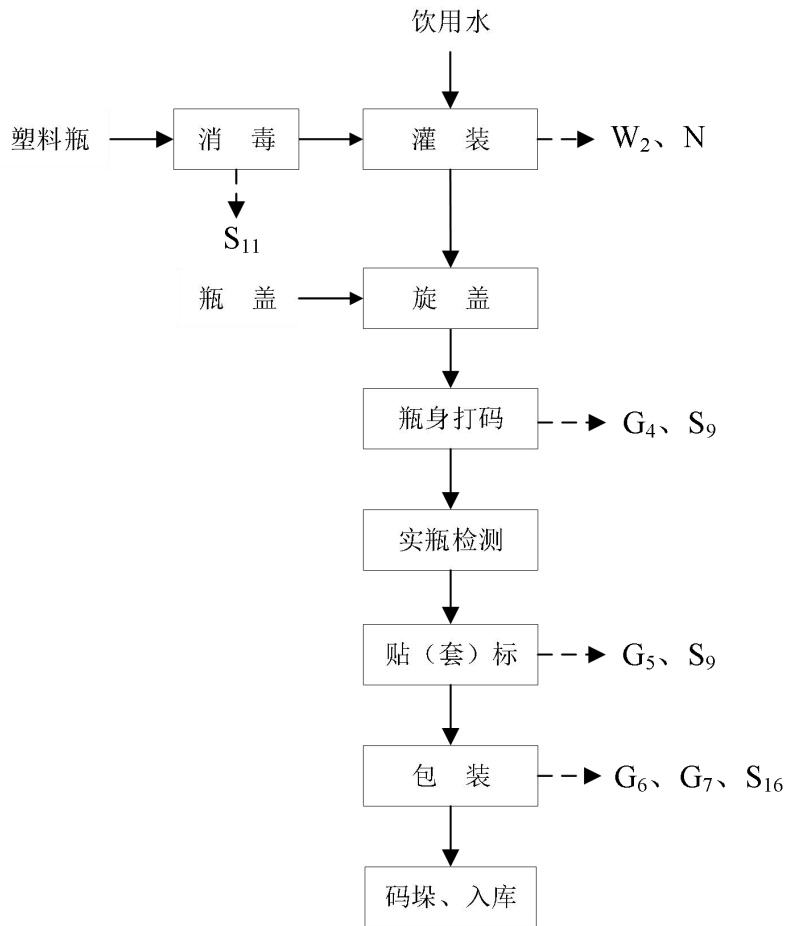 饮用水
塑料瓶
消 毒
灌 装
W₂、N
S₁₁
瓶 盖
旋 盖
瓶身打码
G₄、S₉
实瓶检测
贴（套）标
G₅、S₉
包 装
G₆、G₇、S₁₆
码垛、入库